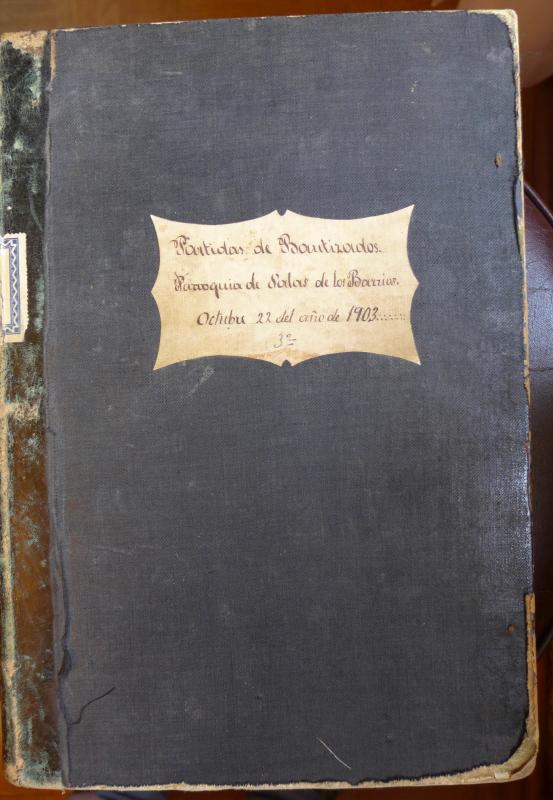 Partidas de Bautizados.
Parroquia de Salas de los Barrios.
Octubre 22 del año de 1903......
3º